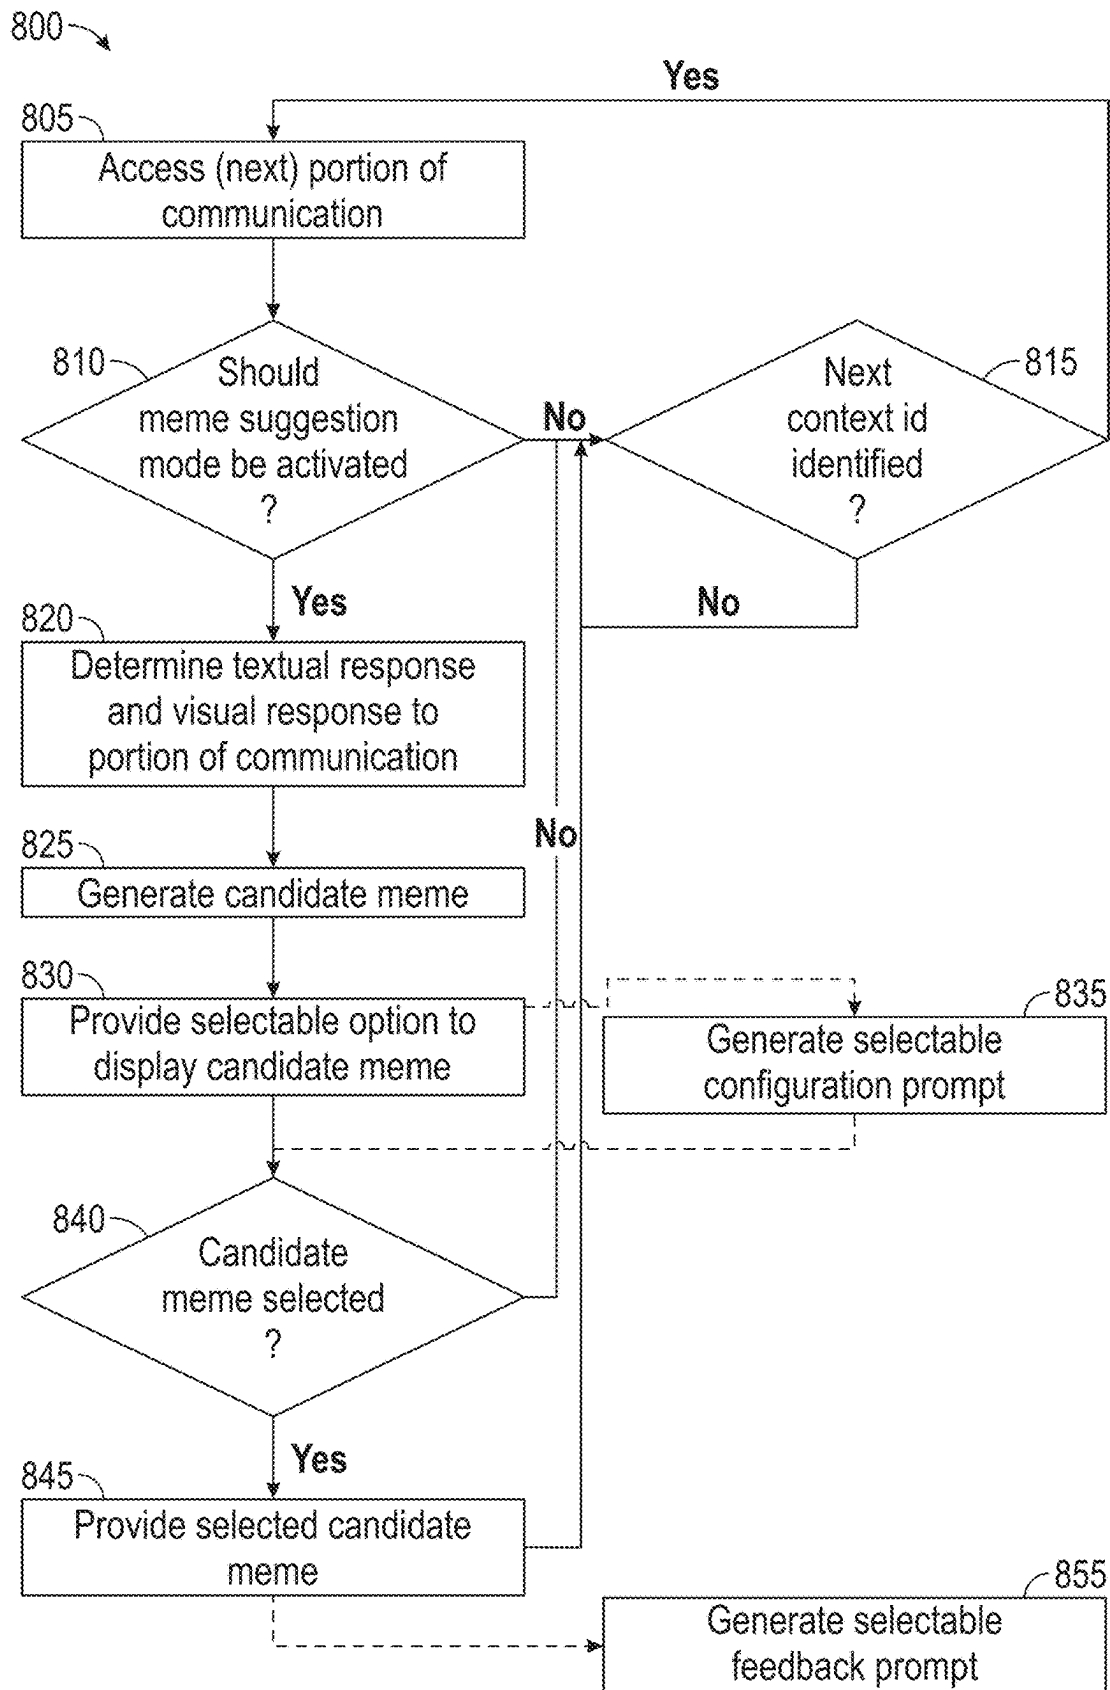 800
Yes
805
Access (next) portion of
communication
810
Should
meme suggestion
mode be activated
?
No
815
Next
context id
identified
?
Yes
No
820
Determine textual response
and visual response to
portion of communication
825
Generate candidate meme
No
830
Provide selectable option to
display candidate meme
835
Generate selectable
configuration prompt
840
Candidate
meme selected
?
Yes
845
Provide selected candidate
meme
855
Generate selectable
feedback prompt